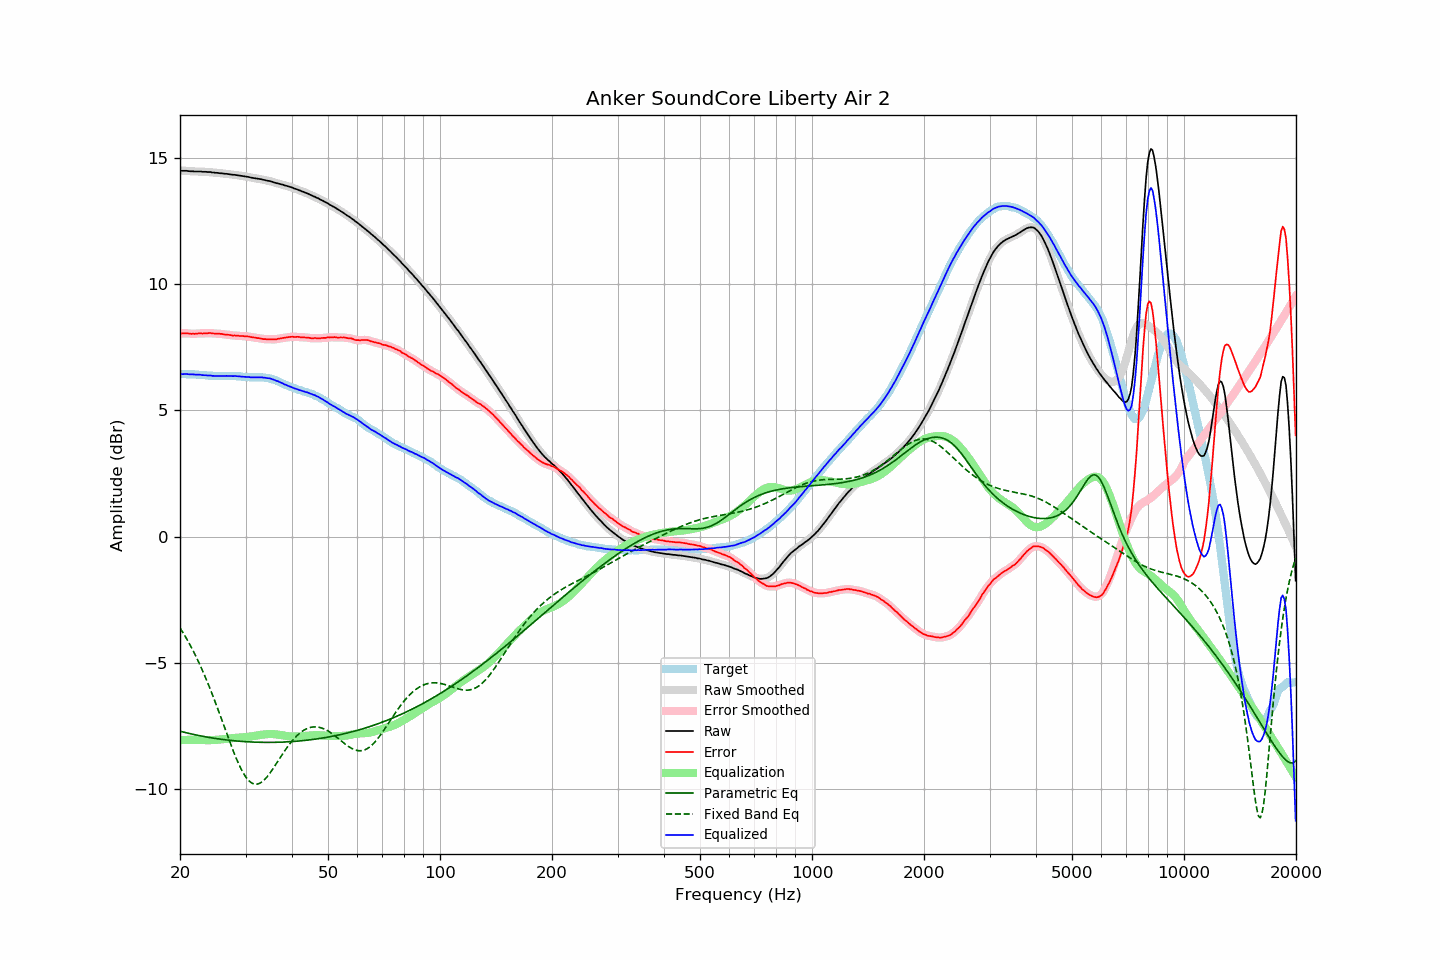 Anker SoundCore Liberty Air 2
Amplitude (dBr)
15
10
5
0
−5
−10
Target
Raw Smoothed
Error Smoothed
Raw
Error
Equalization
Parametric Eq
Fixed Band Eq
Equalized
20 50 100 200 500 1000 2000 5000 10000 20000
Frequency (Hz)